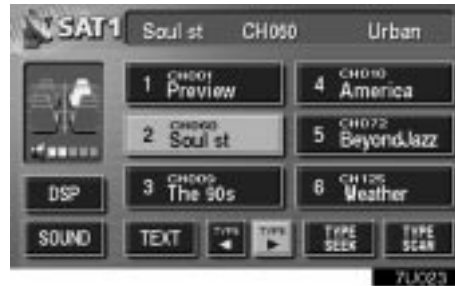 SAT1 Soul st CH060 Urban
1 CH001 Preview
4 CH010 America
2 CH060 Soul st
5 CH072 BeyondJazz
3 CH009 The 90s
6 CH125 Weather
DSP
SOUND TEXT TYPE ◀ TYPE ▶ TYPE SEEK TYPE SCAN
7U023